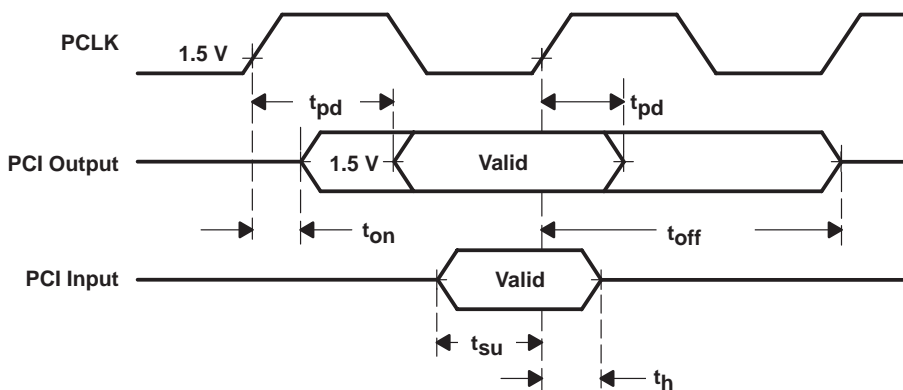 PCLK
1.5 V
tpd
tpd
PCI Output
1.5 V
Valid
ton
toff
PCI Input
Valid
tsu
th